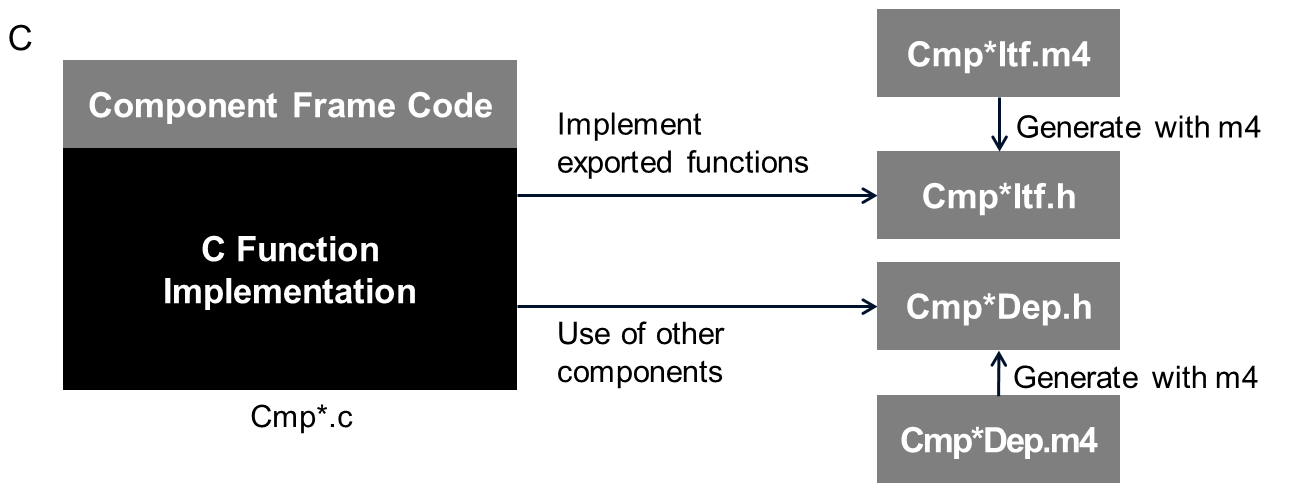 C
Component Frame Code
C Function
Implementation
Cmp*.c
Implement
exported functions
Use of other
components
Cmp*Itf.m4
Generate with m4
Cmp*Itf.h
Cmp*Dep.h
Generate with m4
Cmp*Dep.m4